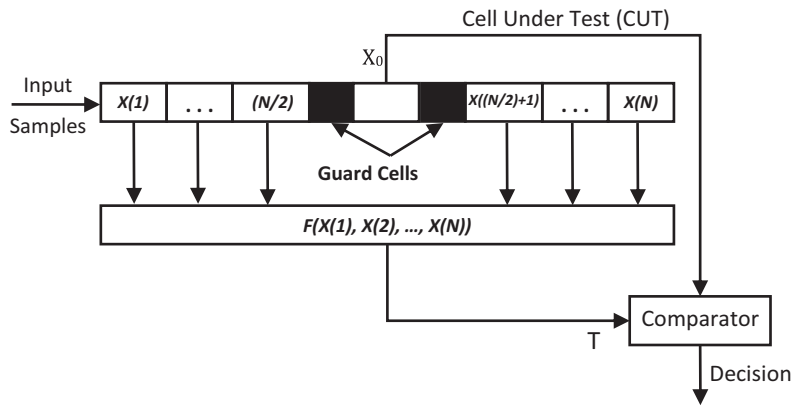 Cell Under Test (CUT)
X₀
Input
Samples
X(1) ... (N/2) X((N/2)+1) ... X(N)
Guard Cells
F(X(1), X(2), ..., X(N))
Comparator
T
Decision